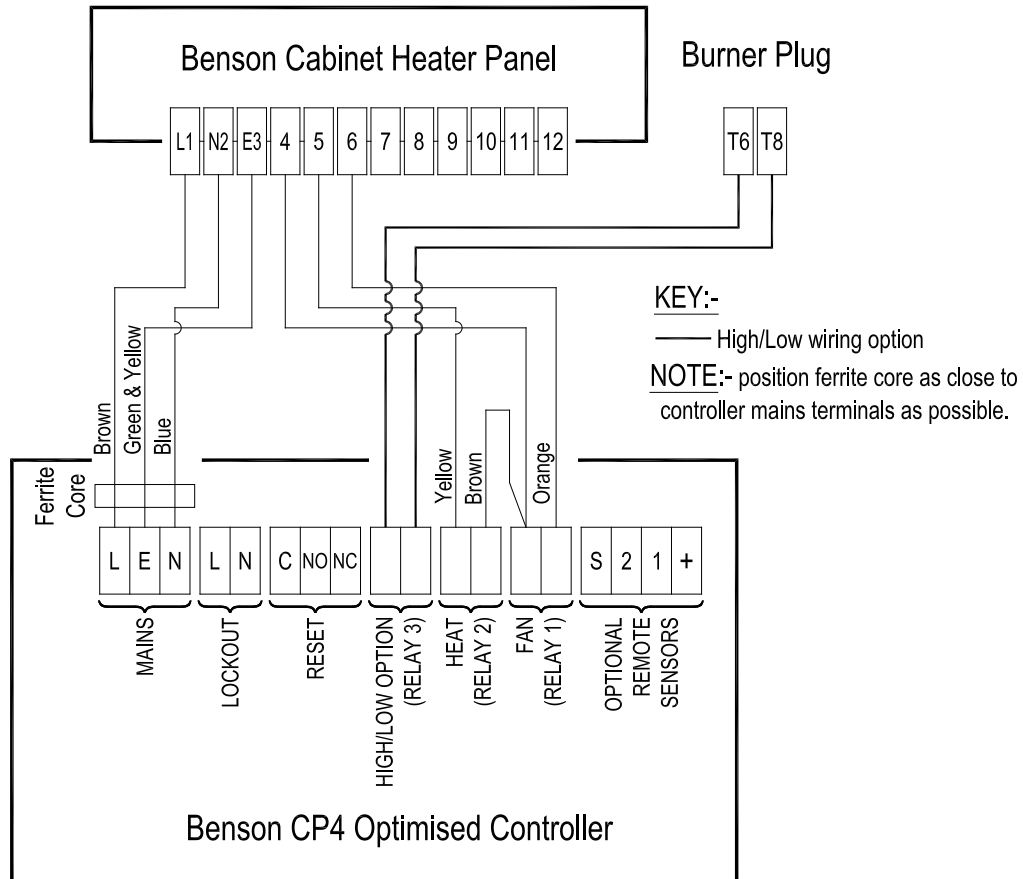 Benson Cabinet Heater Panel
Burner Plug
L1 N2 E3 4 5 6 7 8 9 10 11 12
T6 T8
KEY:-
High/Low wiring option
NOTE:- position ferrite core as close to
controller mains terminals as possible.
Brown
Green & Yellow
Blue
Yellow
Brown
Orange
Ferrite
Core
L E N L N C NO NC S 2 1 +
MAINS
LOCKOUT
RESET
HIGH/LOW OPTION
(RELAY 3)
HEAT
(RELAY 2)
FAN
(RELAY 1)
OPTIONAL
REMOTE
SENSORS
Benson CP4 Optimised Controller